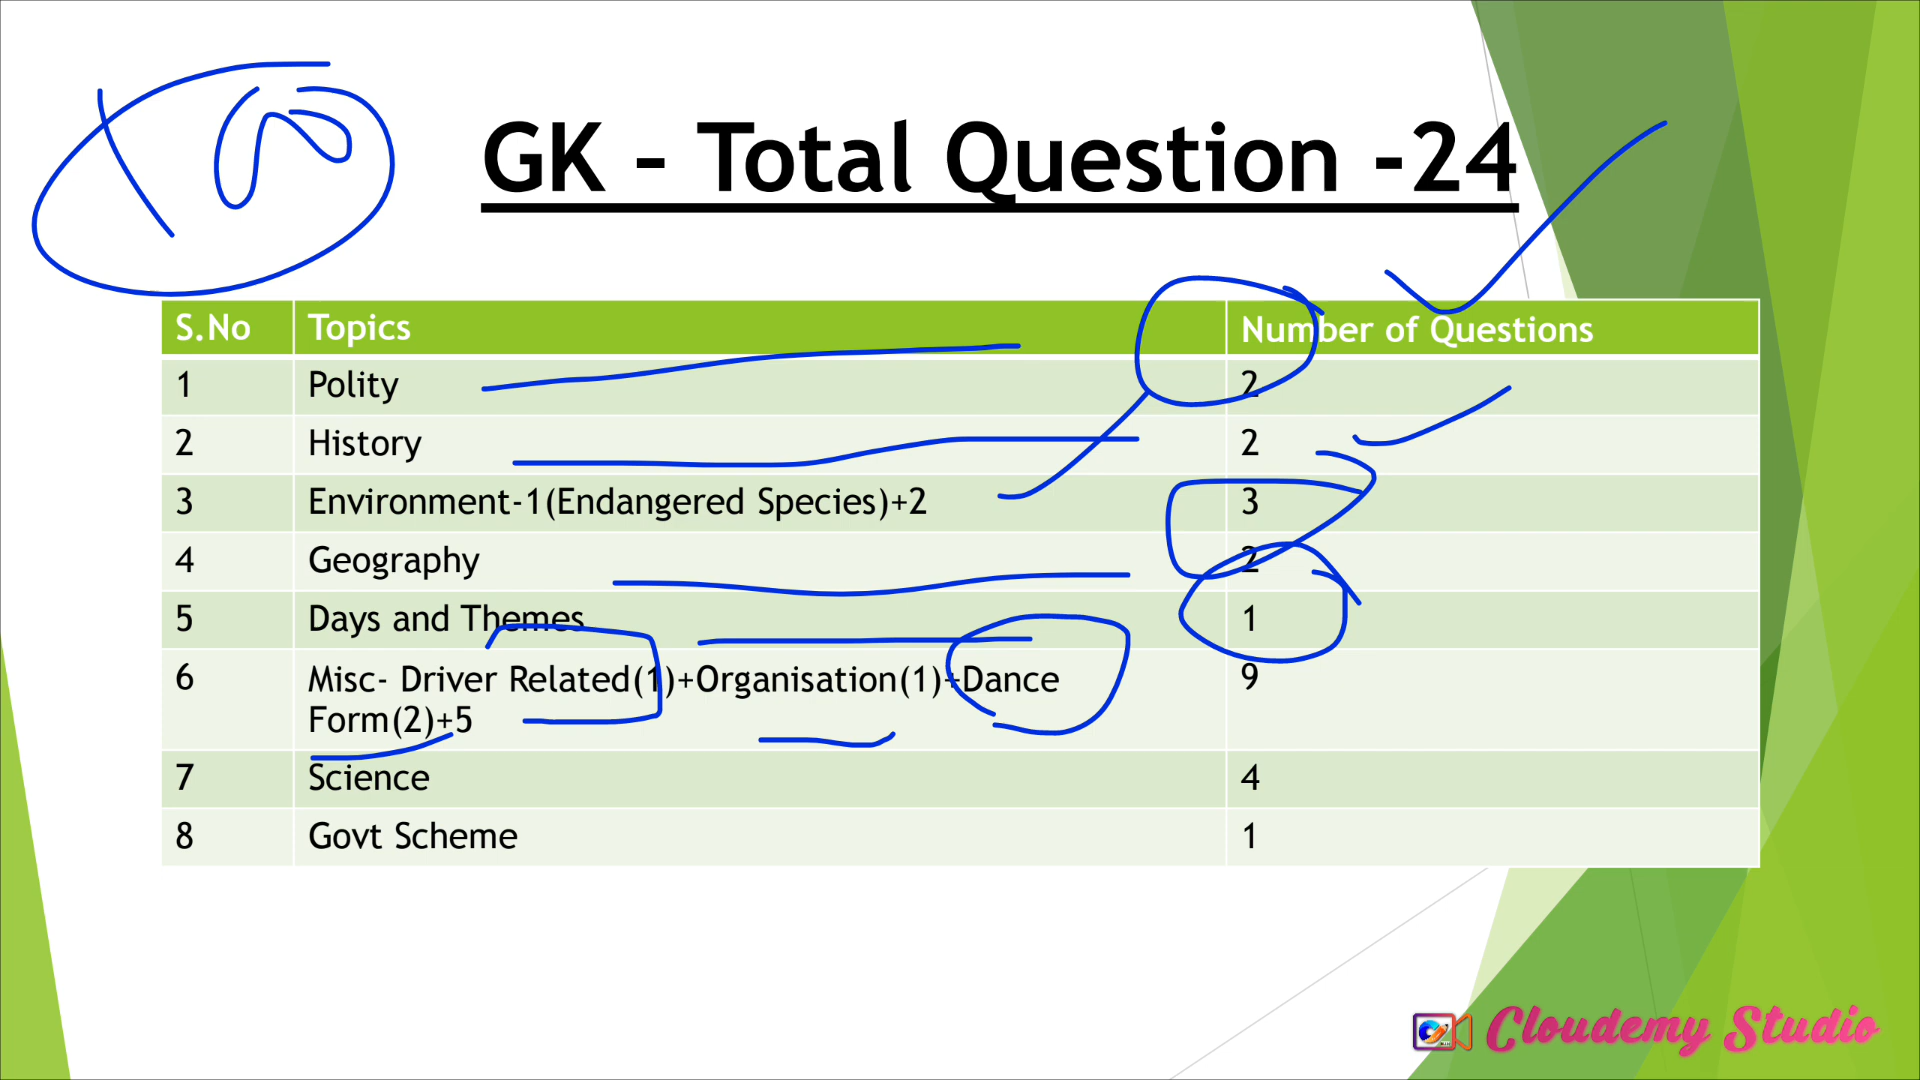 GK – Total Question -24
S.No Topics Number of Questions
1 Polity 2
2 History 2
3 Environment-1(Endangered Species)+2 3
4 Geography 2
5 Days and Themes 1
6 Misc- Driver Related(1)+Organisation(1)+Dance 9
Form(2)+5
7 Science 4
8 Govt Scheme 1
Cloudemy Studio